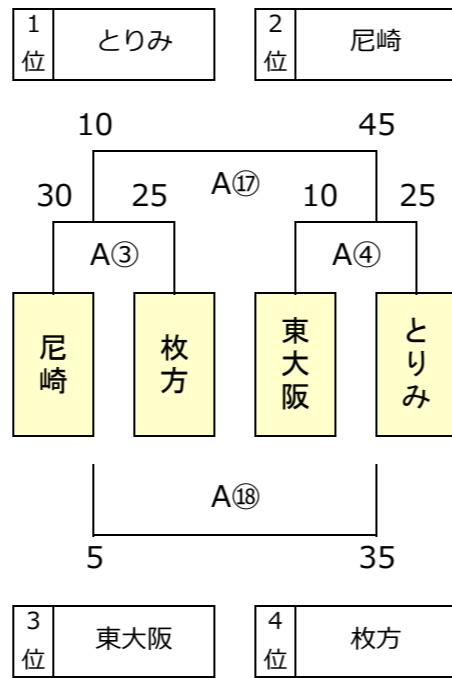 1位 とりみ
2位 尼崎
10 45
A⑰
30 25 10 25
A③ A④
尼崎
枚方
東大阪
とりみ
A⑱
5 35
3位 東大阪
4位 枚方